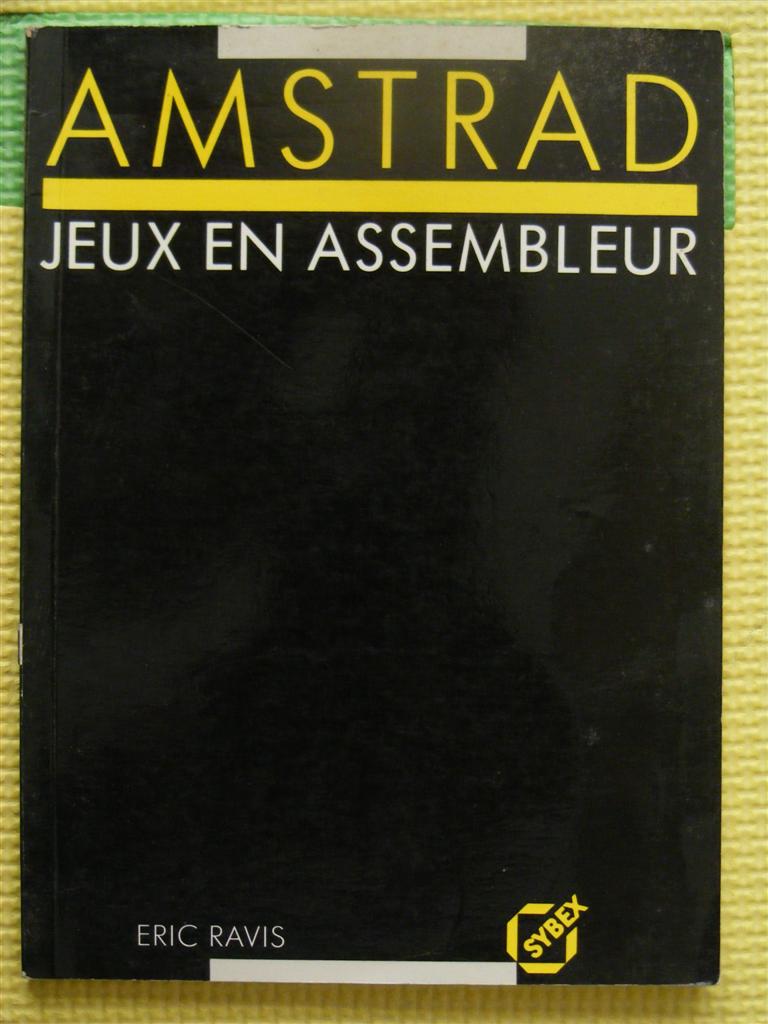 AMSTRAD
JEUX EN ASSEMBLEUR
ERIC RAVIS
SYBEX